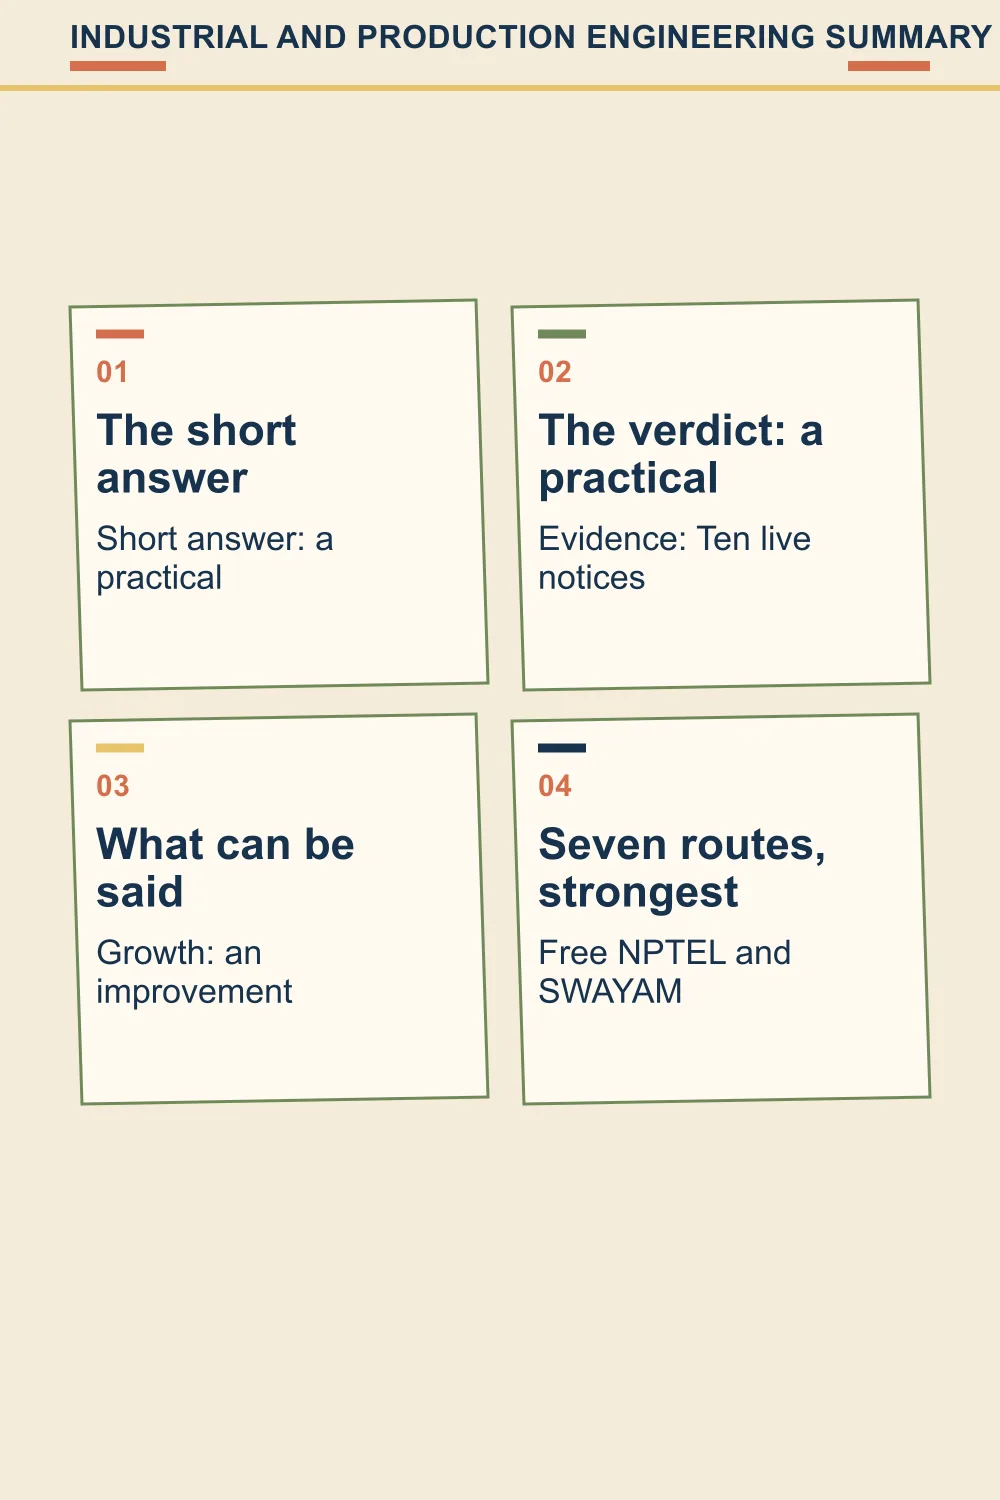 INDUSTRIAL AND PRODUCTION ENGINEERING SUMMARY
01
The short
answer
Short answer: a
practical
02
The verdict: a
practical
Evidence: Ten live
notices
03
What can be
said
Growth: an
improvement
04
Seven routes,
strongest
Free NPTEL and
SWAYAM